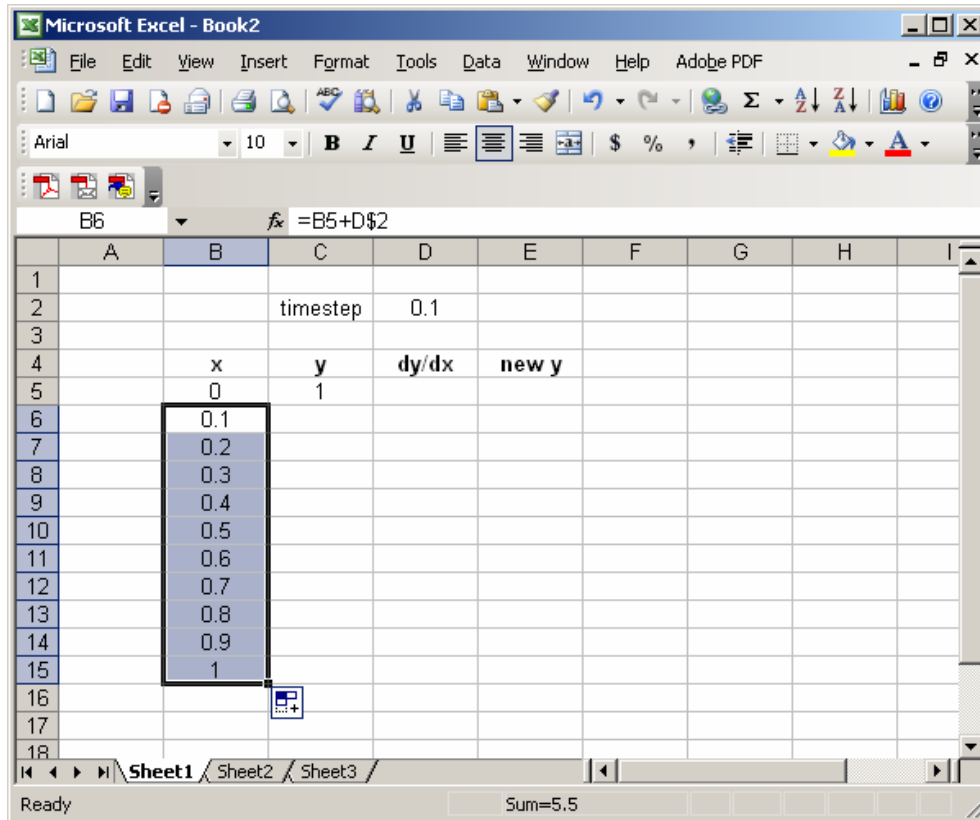 Microsoft Excel - Book2
File Edit View Insert Format Tools Data Window Help Adobe PDF
Arial 10 B I U $ % , A
B6 fx =B5+D$2
A B C D E F G H I
1
2 timestep 0.1
3
4 x y dy/dx new y
5 0 1
6 0.1
7 0.2
8 0.3
9 0.4
10 0.5
11 0.6
12 0.7
13 0.8
14 0.9
15 1
16
17
18
Sheet1 Sheet2 Sheet3
Ready Sum=5.5